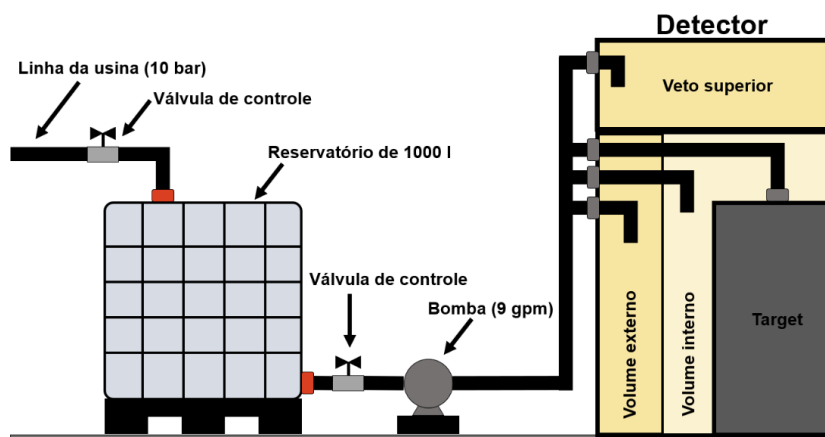 Detector
Linha da usina (10 bar)
Veto superior
Válvula de controle
Reservatório de 1000 l
Válvula de controle
Bomba (9 gpm)
Volume externo
Volume interno
Target